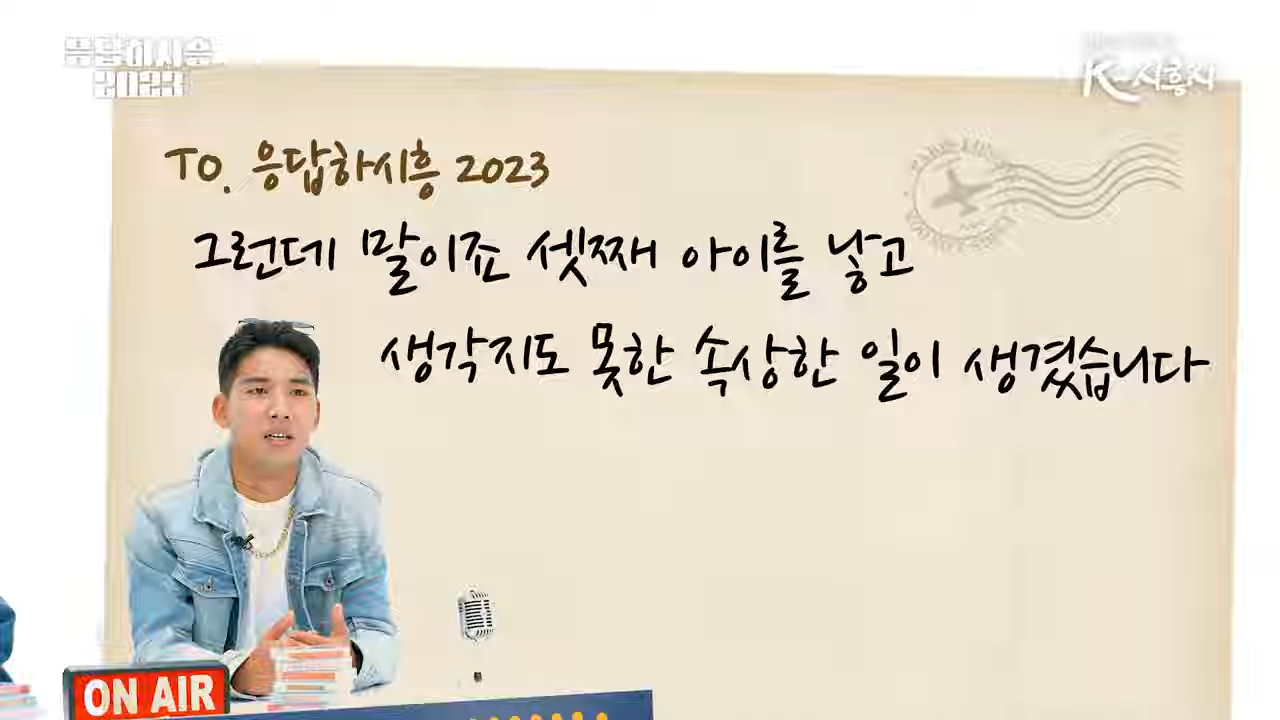 응답하시흥
2023
K-시흥시
TO. 응답하시흥 2023
그런데 말이죠 셋째 아이를 낳고
생각지도 못한 속상한 일이 생겼습니다
ON AIR